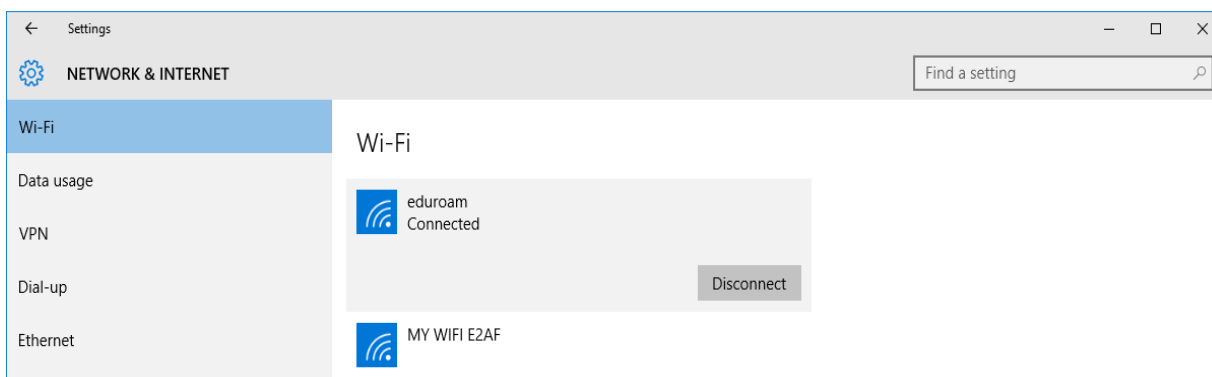 Settings
NETWORK & INTERNET
Find a setting
Wi-Fi
Data usage
VPN
Dial-up
Ethernet
Wi-Fi
eduroam
Connected
Disconnect
MY WIFI E2AF